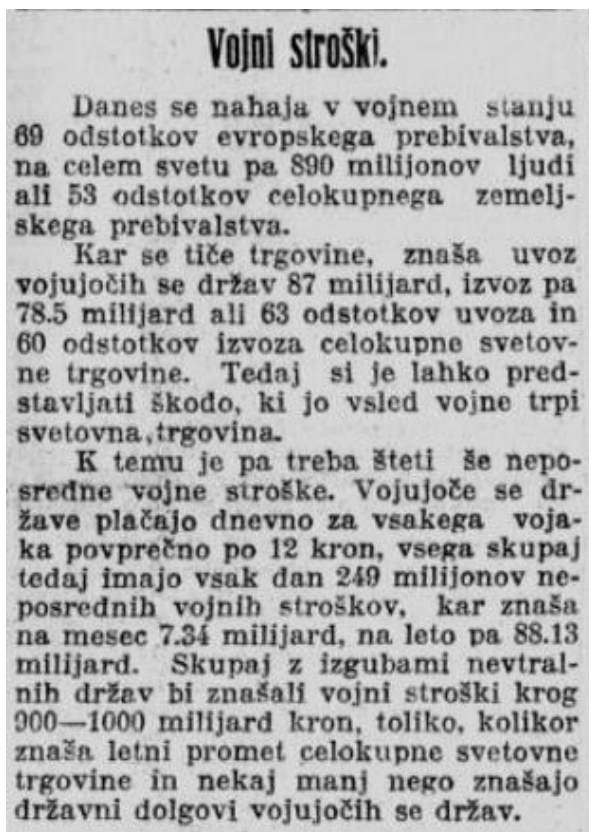 Vojni stroški.
Danes se nahaja v vojnem stanju
69 odstotkov evropskega prebivalstva,
na celem svetu pa 890 milijonov ljudi
ali 53 odstotkov celokupnega zemelj-
skega prebivalstva.
Kar se tiče trgovine, znaša uvoz
vojujočih se držav 87 milijard, izvoz pa
78.5 milijard ali 63 odstotkov uvoza in
60 odstotkov izvoza celokupne svetov-
ne trgovine. Tedaj si je lahko pred-
stavljati škodo, ki jo vsled vojne trpi
svetovna trgovina.
K temu je pa treba šteti še nepo-
sredne vojne stroške. Vojujoče se dr-
žave plačajo dnevno za vsakega voja-
ka povprečno po 12 kron, vsega skupaj
tedaj imajo vsak dan 249 milijonov ne-
posrednih vojnih stroškov, kar znaša
na mesec 7.34 milijard, na leto pa 88.13
milijard. Skupaj z izgubami nevtral-
nih držav bi znašali vojni stroški krog
900—1000 milijard kron, toliko, kolikor
znaša letni promet celokupne svetovne
trgovine in nekaj manj nego znašajo
državni dolgovi vojujočih se držav.